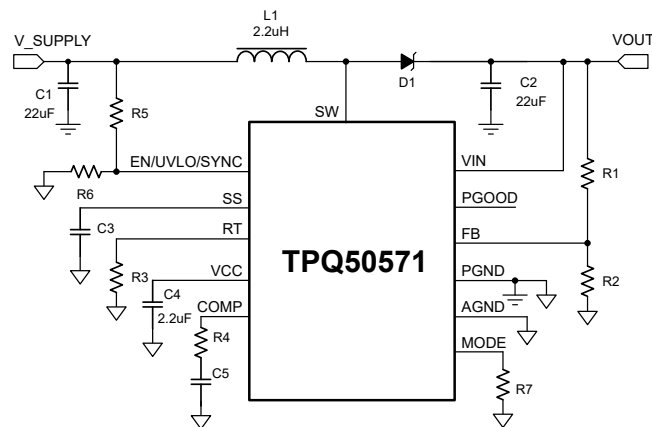 L1
2.2uH
V_SUPPLY
VOUT
C1
22uF
R5
D1
C2
22uF
SW
EN/UVLO/SYNC
VIN
R6
R1
SS
PGOOD
C3
RT
FB
TPQ50571
R3
VCC
PGND
R2
C4
2.2uF
COMP
AGND
R4
MODE
C5
R7